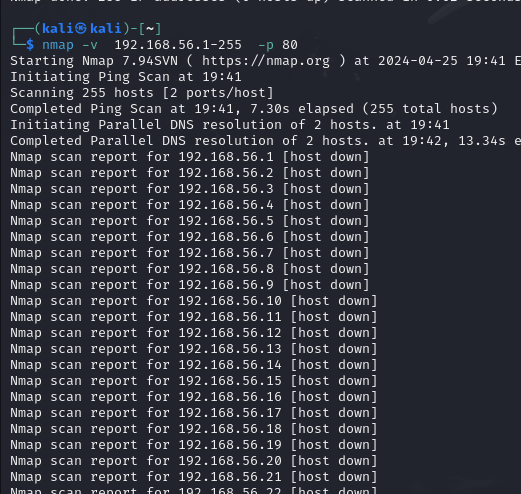 ┌──(kali㉿kali)-[~]
└─$ nmap -v  192.168.56.1-255  -p 80
Starting Nmap 7.94SVN ( https://nmap.org ) at 2024-04-25 19:41 E
Initiating Ping Scan at 19:41
Scanning 255 hosts [2 ports/host]
Completed Ping Scan at 19:41, 7.30s elapsed (255 total hosts)
Initiating Parallel DNS resolution of 2 hosts. at 19:41
Completed Parallel DNS resolution of 2 hosts. at 19:42, 13.34s e
Nmap scan report for 192.168.56.1 [host down]
Nmap scan report for 192.168.56.2 [host down]
Nmap scan report for 192.168.56.3 [host down]
Nmap scan report for 192.168.56.4 [host down]
Nmap scan report for 192.168.56.5 [host down]
Nmap scan report for 192.168.56.6 [host down]
Nmap scan report for 192.168.56.7 [host down]
Nmap scan report for 192.168.56.8 [host down]
Nmap scan report for 192.168.56.9 [host down]
Nmap scan report for 192.168.56.10 [host down]
Nmap scan report for 192.168.56.11 [host down]
Nmap scan report for 192.168.56.12 [host down]
Nmap scan report for 192.168.56.13 [host down]
Nmap scan report for 192.168.56.14 [host down]
Nmap scan report for 192.168.56.15 [host down]
Nmap scan report for 192.168.56.16 [host down]
Nmap scan report for 192.168.56.17 [host down]
Nmap scan report for 192.168.56.18 [host down]
Nmap scan report for 192.168.56.19 [host down]
Nmap scan report for 192.168.56.20 [host down]
Nmap scan report for 192.168.56.21 [host down]
Nmap scan report for 192.168.56.22 [host down]